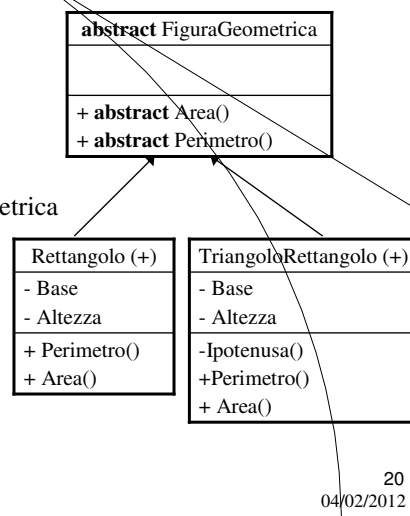 abstract FiguraGeometrica
+ abstract Area()
+ abstract Perimetro()
etrica
Rettangolo (+)
- Base
- Altezza
+ Perimetro()
+ Area()
TriangoloRettangolo (+)
- Base
- Altezza
-Ipotenusa()
+Perimetro()
+ Area()
20
04/02/2012